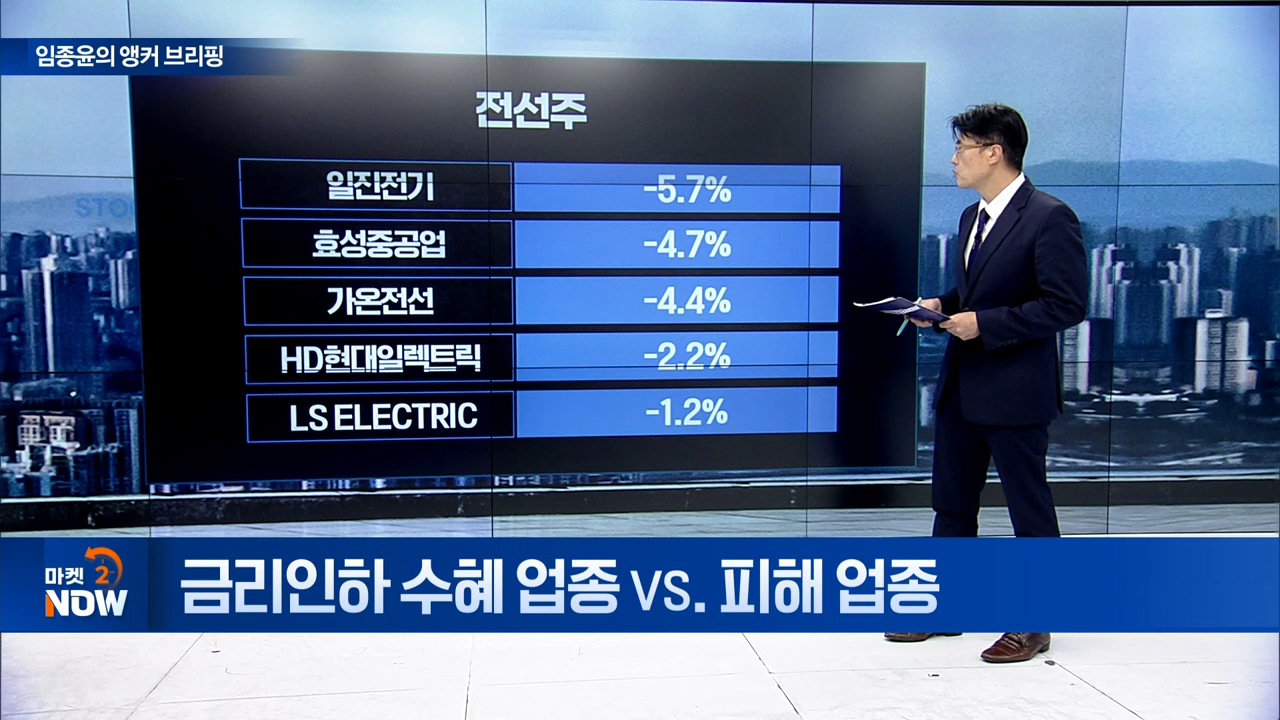 임종윤의 앵커 브리핑
전선주
일진전기 -5.7%
효성중공업 -4.7%
가온전선 -4.4%
HD현대일렉트릭 -2.2%
LS ELECTRIC -1.2%
마켓 2
NOW
금리인하 수혜 업종 vs. 피해 업종